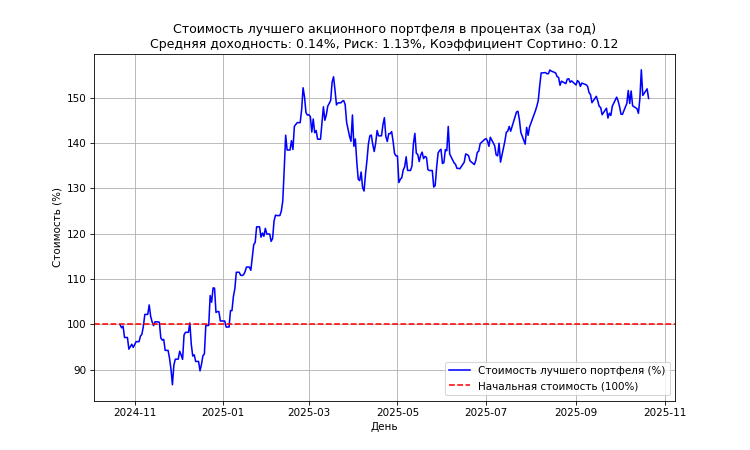 Стоимость лучшего акционного портфеля в процентах (за год)
Средняя доходность: 0.14%, Риск: 1.13%, Коэффициент Сортино: 0.12
Стоимость (%)
150
140
130
120
110
100
90
Стоимость лучшего портфеля (%)
Начальная стоимость (100%)
2024-11
2025-01
2025-03
2025-05
2025-07
2025-09
2025-11
День